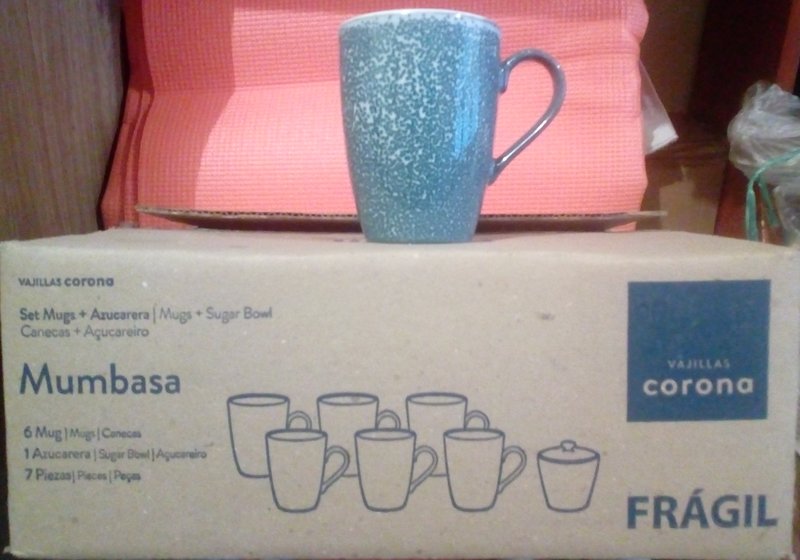 VAJILLAS corona
Set Mugs + Azucarera | Mugs + Sugar Bowl
Canecas + Açucareiro
Mumbasa
6 Mug | Mugs | Canecas
1 Azucarera | Sugar Bowl | Açucareiro
7 Piezas | Pieces | Peças
VAJILLAS
corona
FRÁGIL